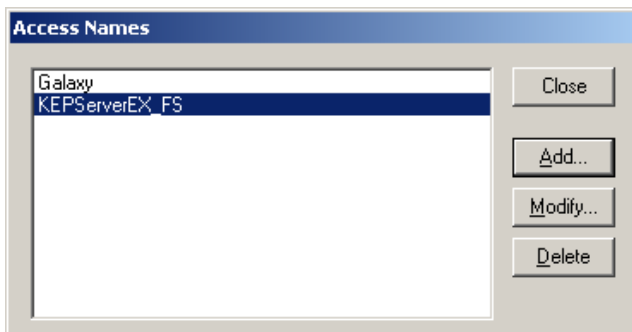 Access Names
Galaxy
KEPServerEX_FS
Close
Add...
Modify...
Delete